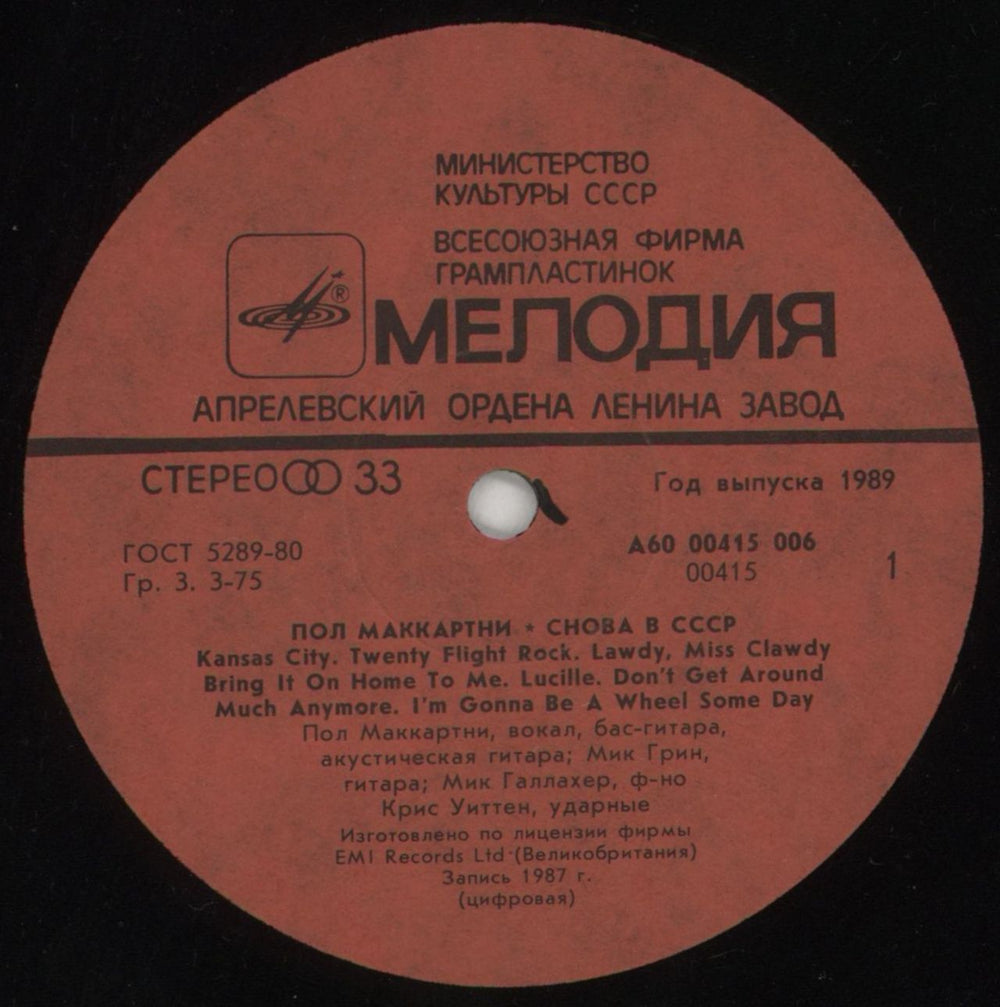 МИНИСТЕРСТВО
КУЛЬТУРЫ СССР
ВСЕСОЮЗНАЯ ФИРМА
ГРАМПЛАСТИНОК
®
МЕЛОДИЯ
АПРЕЛЕВСКИЙ ОРДЕНА ЛЕНИНА ЗАВОД
СТЕРЕО 33
Год выпуска 1989
ГОСТ 5289-80
Гр. 3. 3-75
А60 00415 006
00415
1
ПОЛ МАККАРТНИ ★ СНОВА В СССР
Kansas City. Twenty Flight Rock. Lawdy, Miss Clawdy
Bring It On Home To Me. Lucille. Don't Get Around
Much Anymore. I'm Gonna Be A Wheel Some Day
Пол Маккартни, вокал, бас-гитара,
акустическая гитара; Мик Грин,
гитара; Мик Галлахер, ф-но
Крис Уиттен, ударные
Изготовлено по лицензии фирмы
EMI Records Ltd (Великобритания)
Запись 1987 г.
(цифровая)